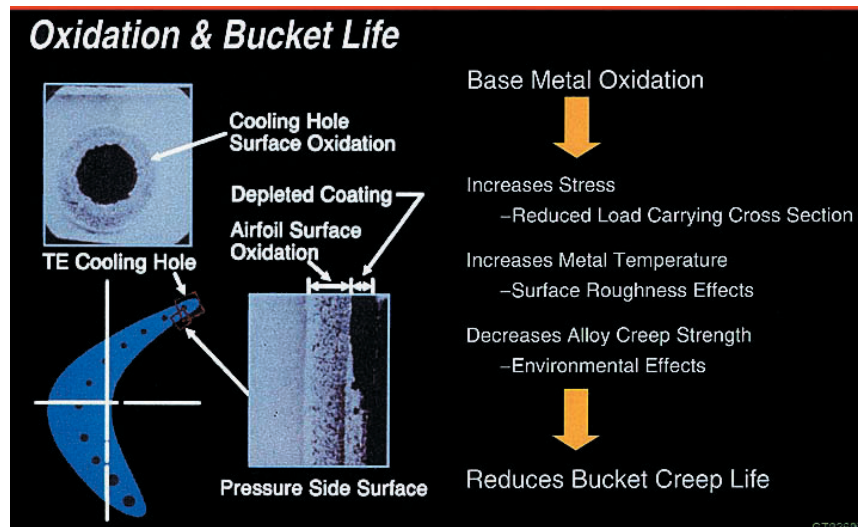 Oxidation & Bucket Life
Cooling Hole
Surface Oxidation
Depleted Coating
Airfoil Surface
Oxidation
TE Cooling Hole
Pressure Side Surface
Base Metal Oxidation
Increases Stress
–Reduced Load Carrying Cross Section
Increases Metal Temperature
–Surface Roughness Effects
Decreases Alloy Creep Strength
–Environmental Effects
Reduces Bucket Creep Life